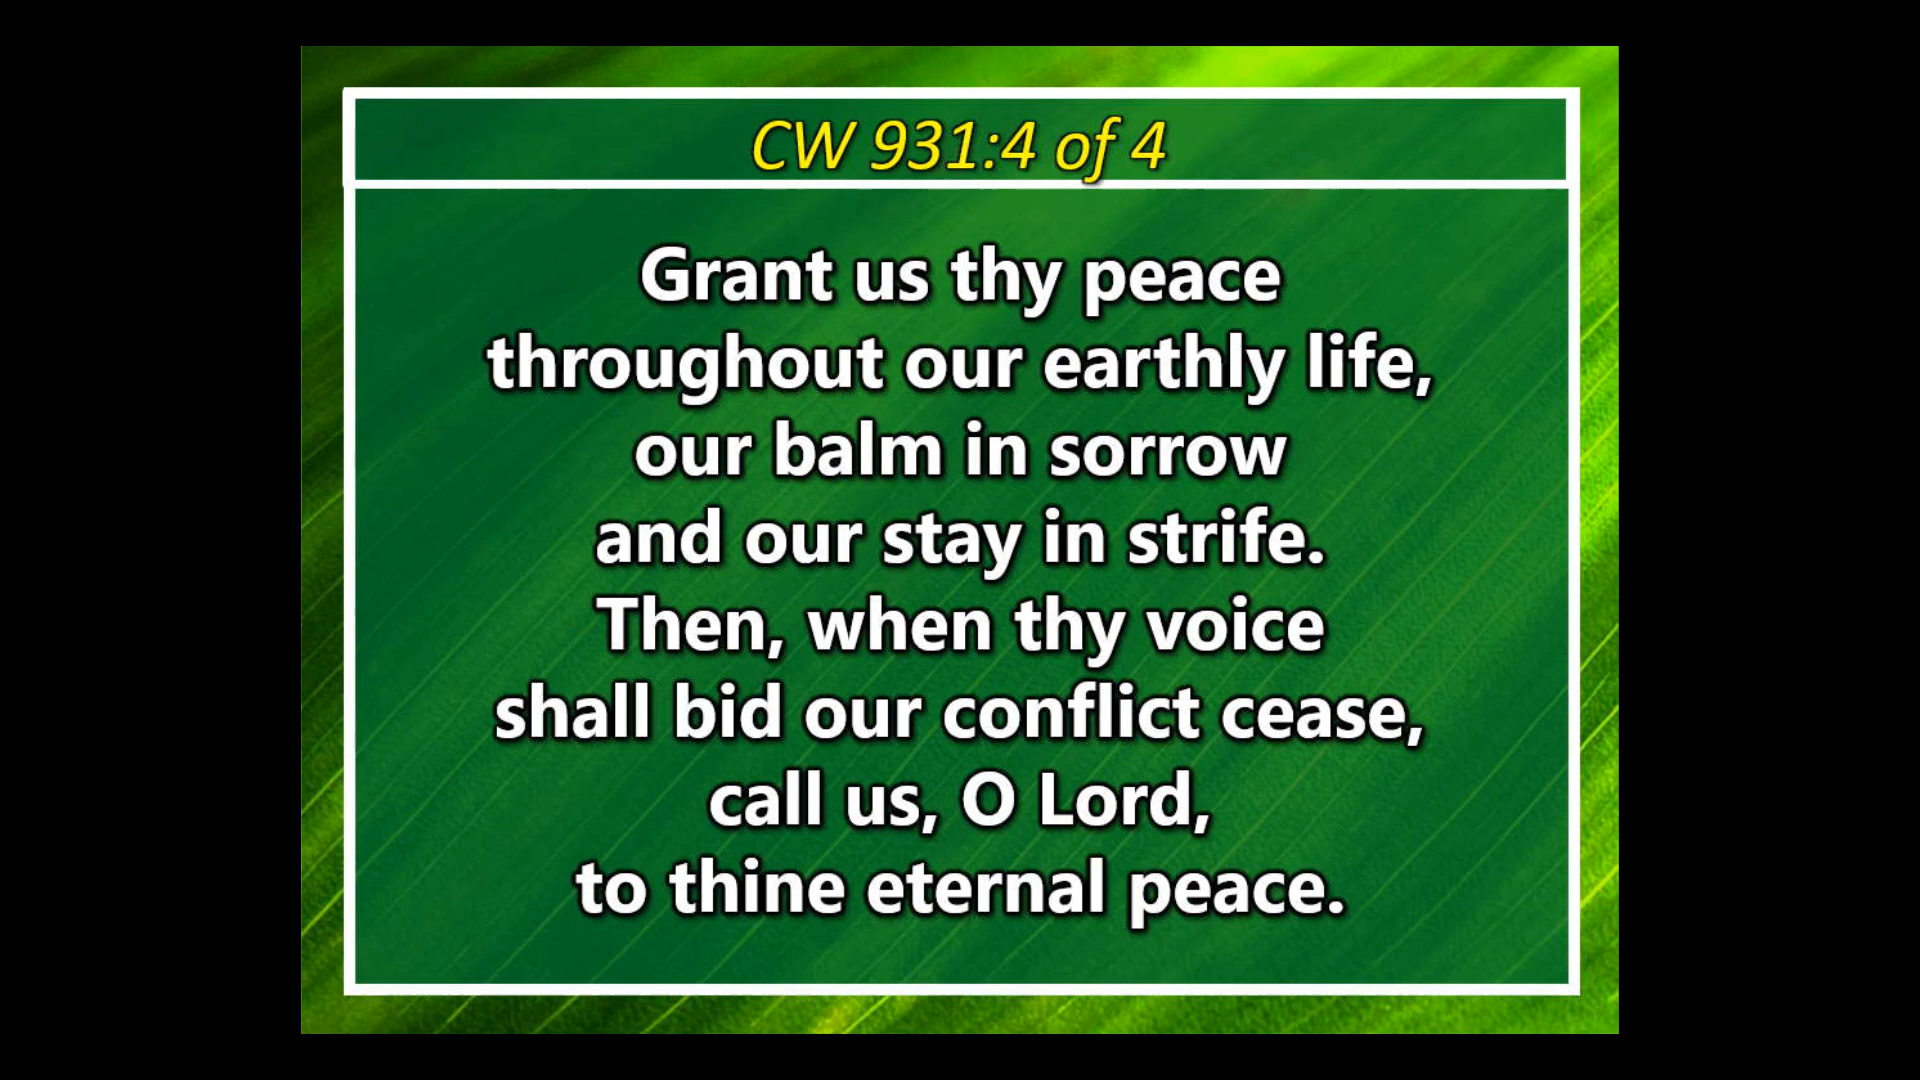 CW 931:4 of 4
Grant us thy peace
throughout our earthly life,
our balm in sorrow
and our stay in strife.
Then, when thy voice
shall bid our conflict cease,
call us, O Lord,
to thine eternal peace.